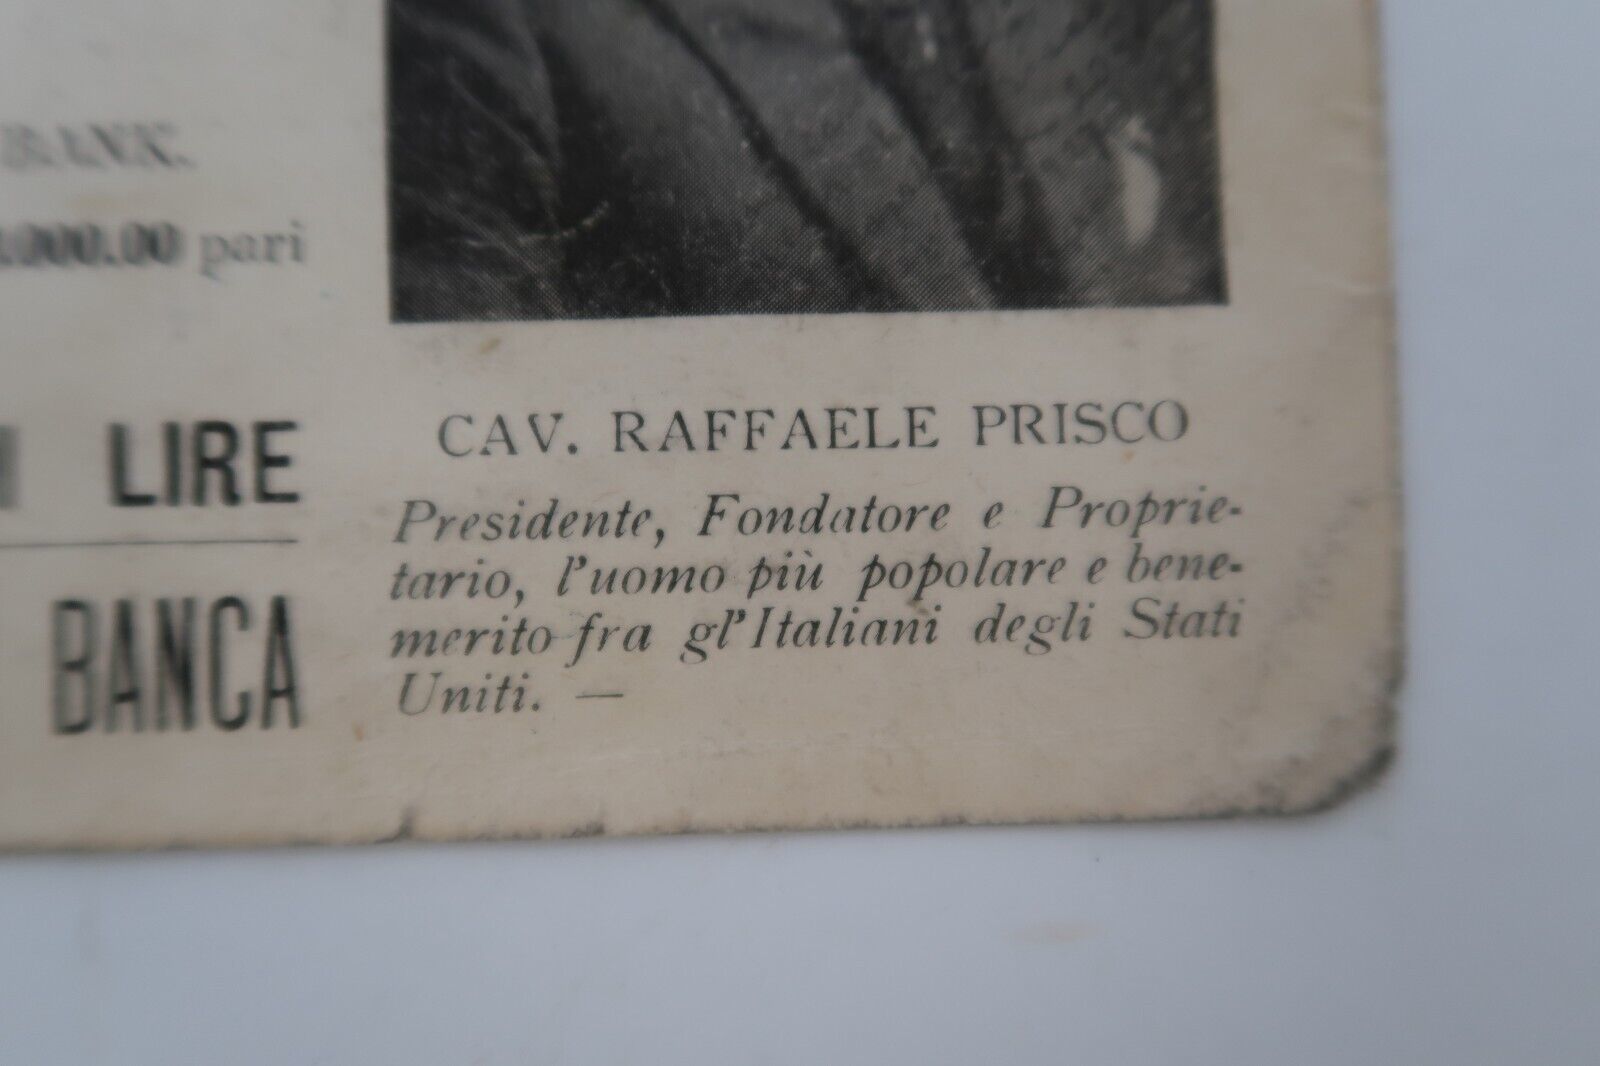 BANK.
000.00 pari
LIRE
BANCA
CAV. RAFFAELE PRISCO
Presidente, Fondatore e Proprie-
tario, l'uomo più popolare e bene-
merito fra gl'Italiani degli Stati
Uniti. —